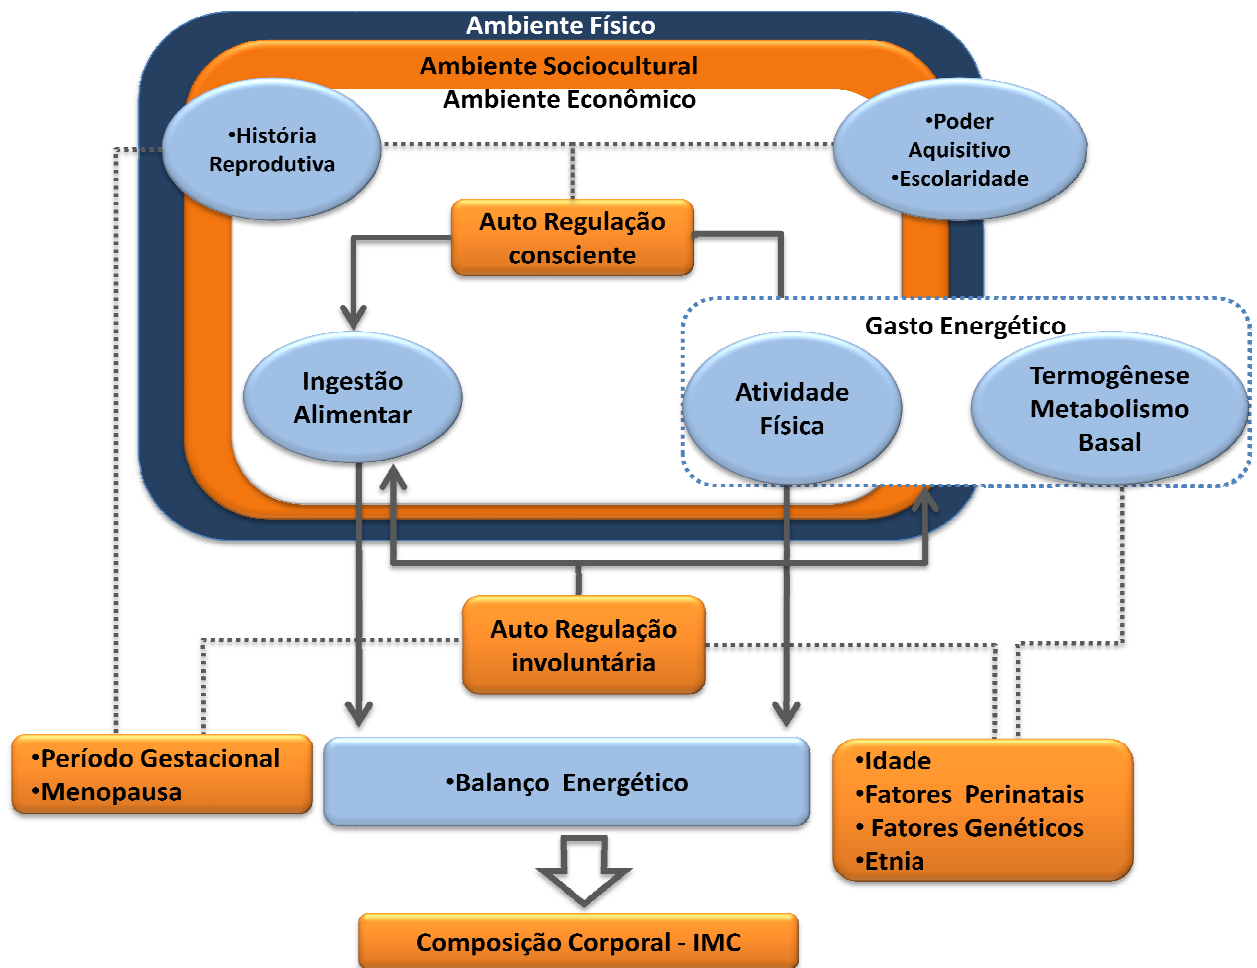 Ambiente Físico
Ambiente Sociocultural
Ambiente Econômico
•História
Reprodutiva
•Poder
Aquisitivo
•Escolaridade
Auto Regulação
consciente
Gasto Energético
Ingestão
Alimentar
Atividade
Física
Termogênese
Metabolismo
Basal
Auto Regulação
involuntária
•Período Gestacional
•Menopausa
•Balanço Energético
•Idade
•Fatores Perinatais
• Fatores Genéticos
•Etnia
Composição Corporal - IMC